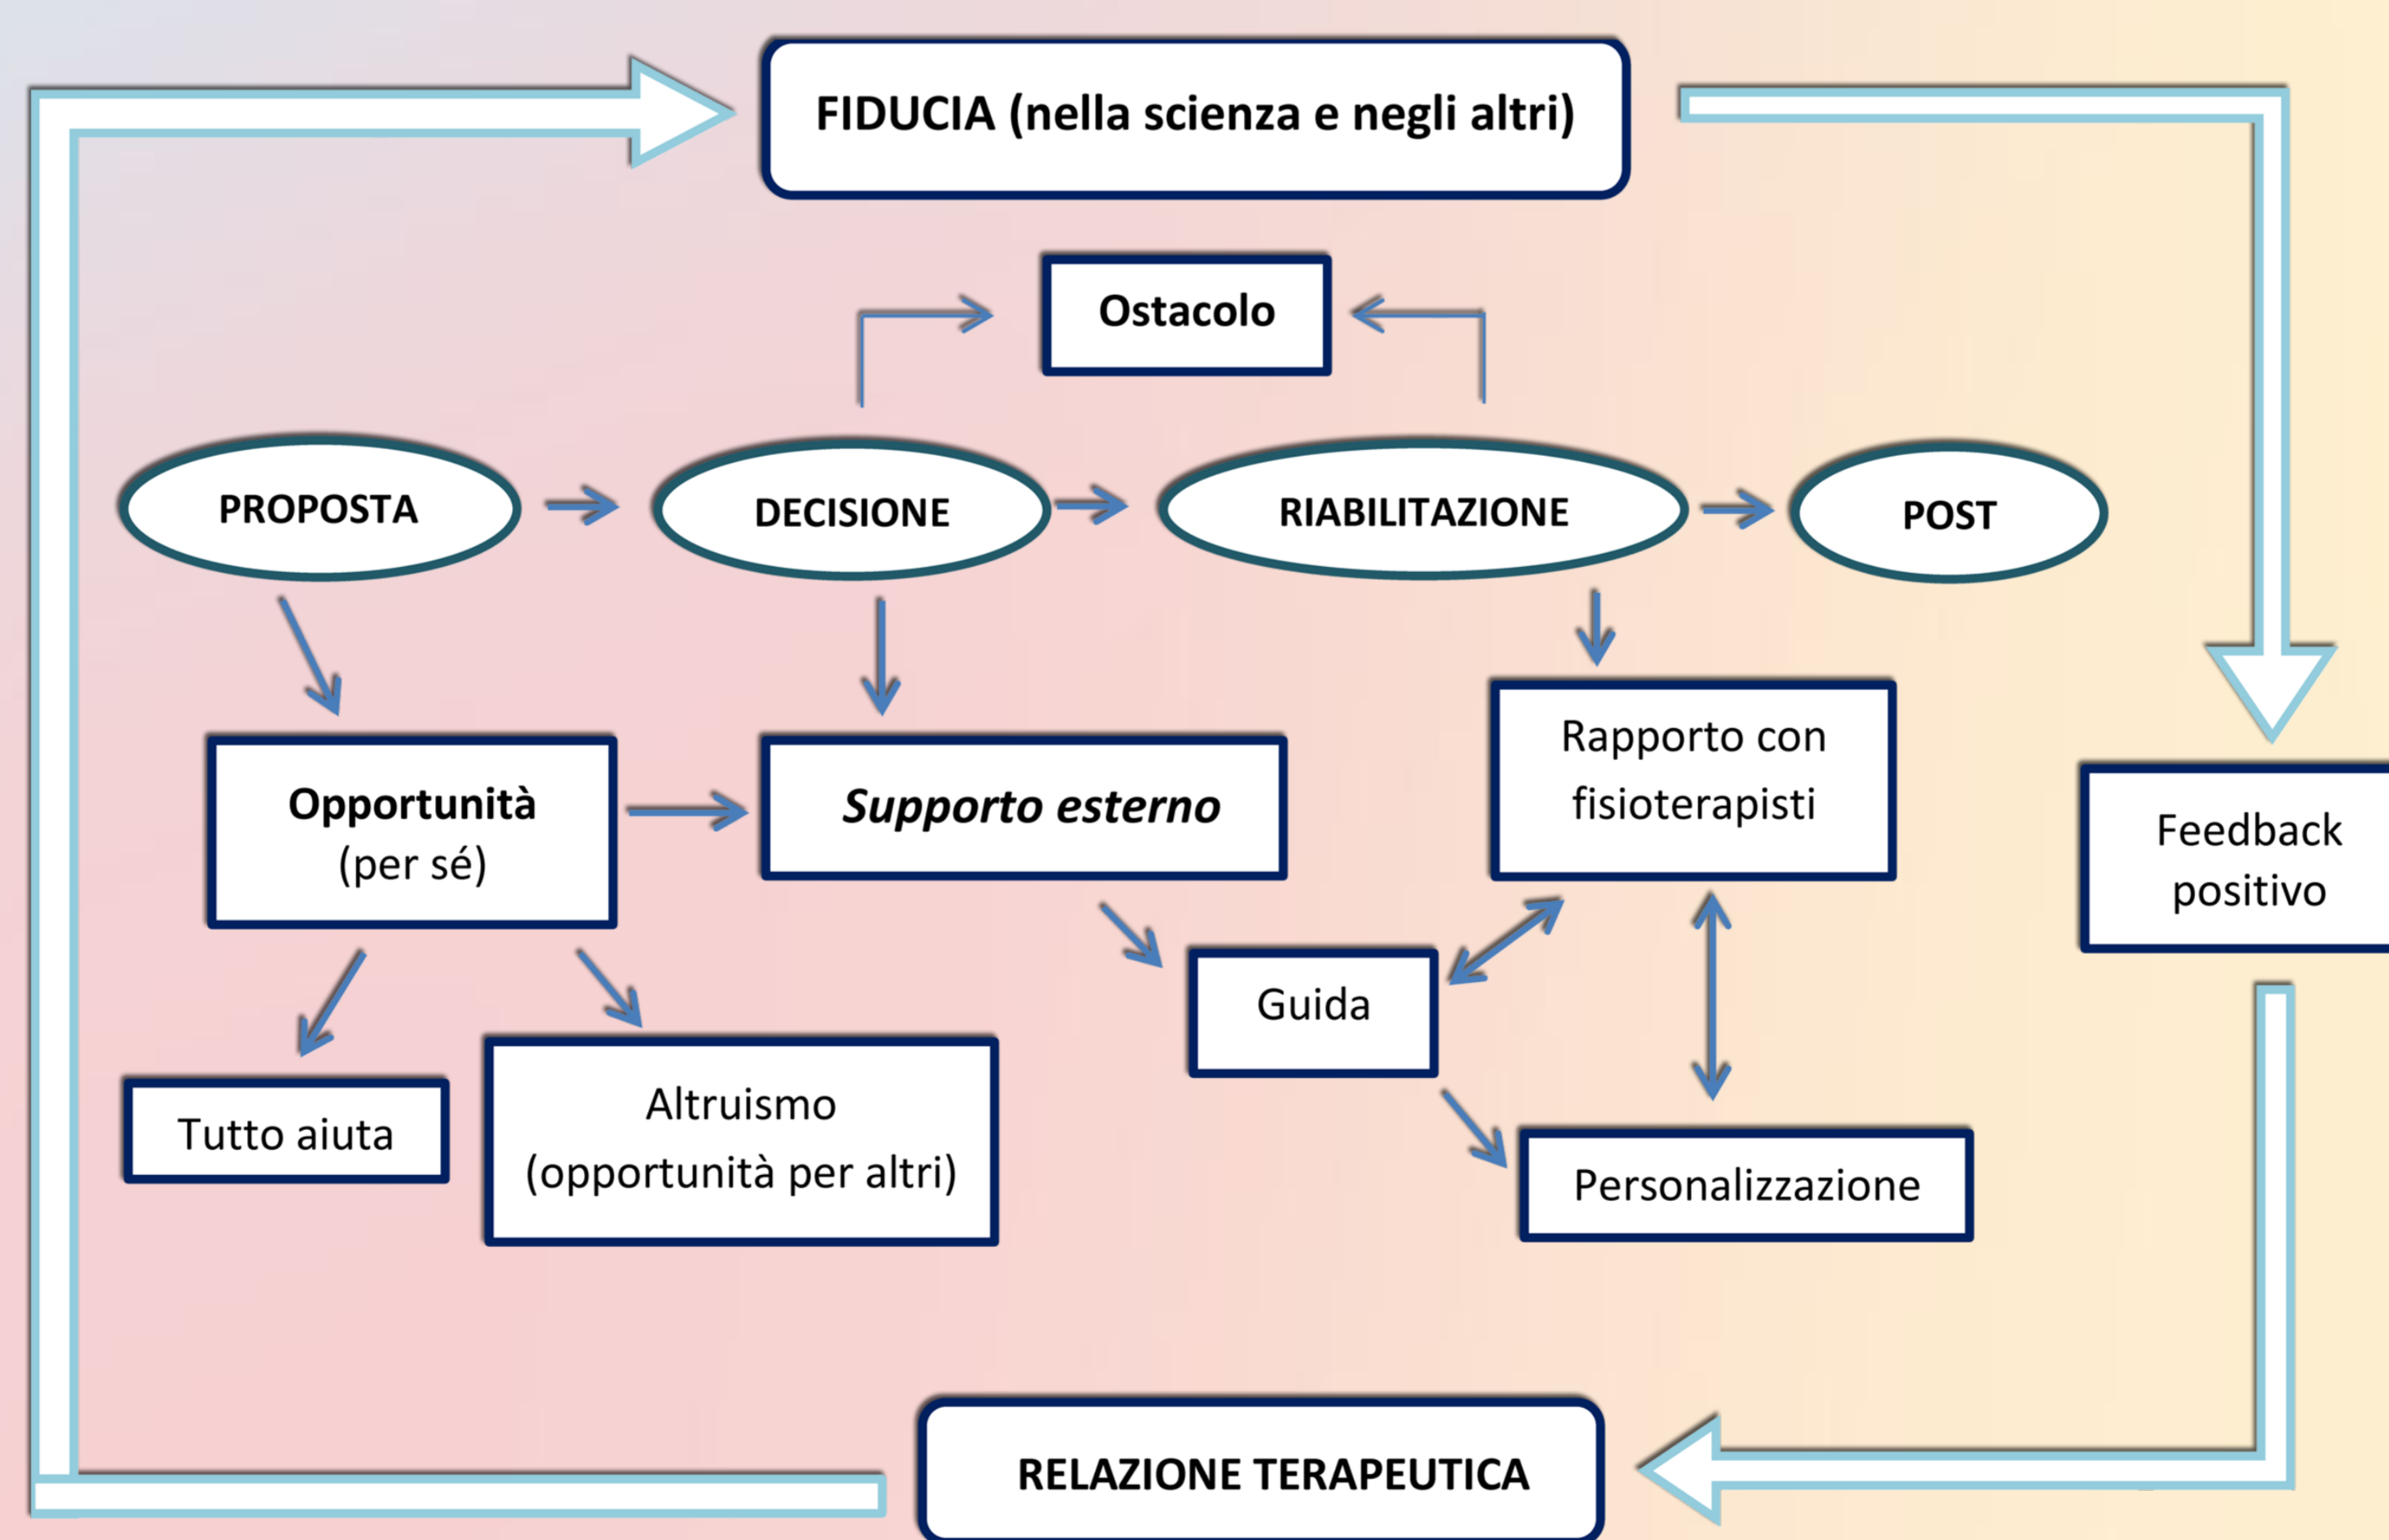 FIDUCIA (nella scienza e negli altri)
Ostacolo
PROPOSTA
DECISIONE
RIABILITAZIONE
POST
Opportunità
(per sé)
Supporto esterno
Rapporto con
fisioterapisti
Feedback
positivo
Guida
Tutto aiuta
Altruismo
(opportunità per altri)
Personalizzazione
RELAZIONE TERAPEUTICA